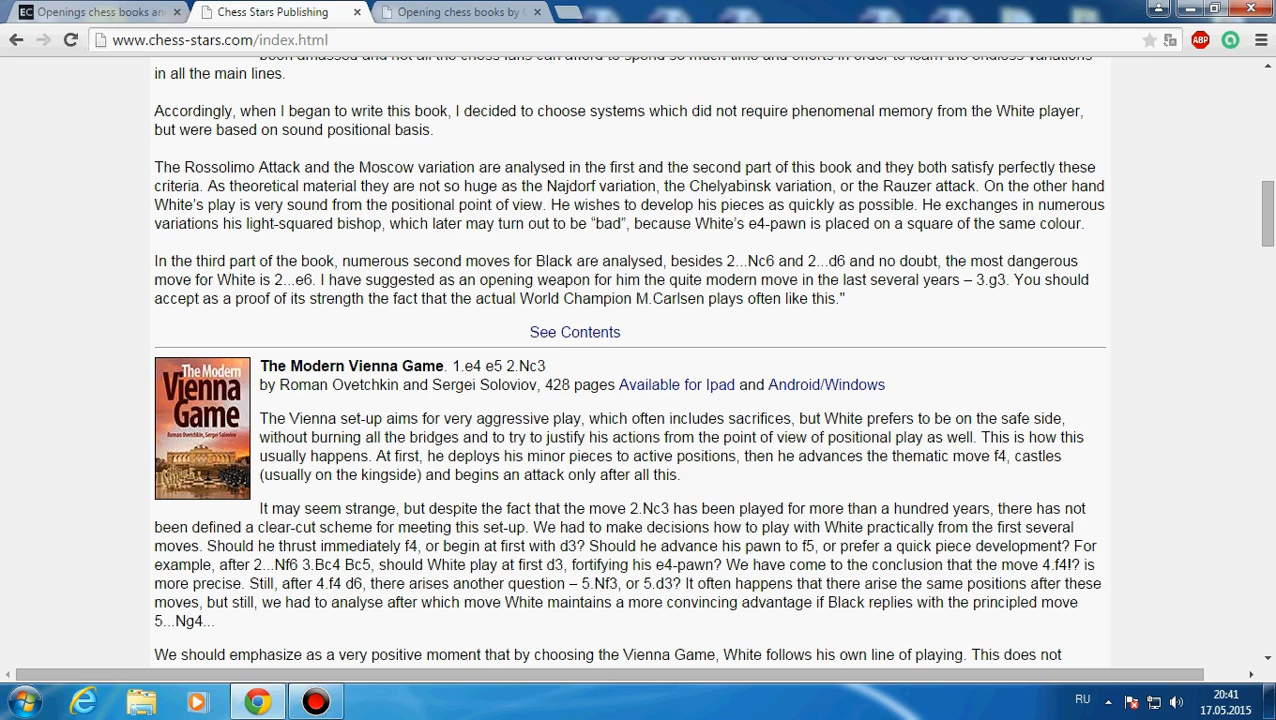 Openings chess books an
Chess Stars Publishing
Opening chess books by
www.chess-stars.com/index.html
ABP
been amassed and not all the chess fans can afford to spend so much time and efforts in order to learn the endless variations
in all the main lines.
Accordingly, when I began to write this book, I decided to choose systems which did not require phenomenal memory from the White player,
but were based on sound positional basis.
The Rossolimo Attack and the Moscow variation are analysed in the first and the second part of this book and they both satisfy perfectly these
criteria. As theoretical material they are not so huge as the Najdorf variation, the Chelyabinsk variation, or the Rauzer attack. On the other hand
White's play is very sound from the positional point of view. He wishes to develop his pieces as quickly as possible. He exchanges in numerous
variations his light-squared bishop, which later may turn out to be “bad”, because White's e4-pawn is placed on a square of the same colour.
In the third part of the book, numerous second moves for Black are analysed, besides 2...Nc6 and 2...d6 and no doubt, the most dangerous
move for White is 2...e6. I have suggested as an opening weapon for him the quite modern move in the last several years – 3.g3. You should
accept as a proof of its strength the fact that the actual World Champion M.Carlsen plays often like this."
See Contents
The Modern Vienna Game. 1.e4 e5 2.Nc3
by Roman Ovetchkin and Sergei Soloviov, 428 pages Available for Ipad and Android/Windows
The Modern
Vienna
Game
Roman Ovetchkin, Sergei Soloviov
The Vienna set-up aims for very aggressive play, which often includes sacrifices, but White prefers to be on the safe side,
without burning all the bridges and to try to justify his actions from the point of view of positional play as well. This is how this
usually happens. At first, he deploys his minor pieces to active positions, then he advances the thematic move f4, castles
(usually on the kingside) and begins an attack only after all this.
It may seem strange, but despite the fact that the move 2.Nc3 has been played for more than a hundred years, there has not
been defined a clear-cut scheme for meeting this set-up. We had to make decisions how to play with White practically from the first several
moves. Should he thrust immediately f4, or begin at first with d3? Should he advance his pawn to f5, or prefer a quick piece development? For
example, after 2...Nf6 3.Bc4 Bc5, should White play at first d3, fortifying his e4-pawn? We have come to the conclusion that the move 4.f4!? is
more precise. Still, after 4.f4 d6, there arises another question – 5.Nf3, or 5.d3? It often happens that there arise the same positions after these
moves, but still, we had to analyse after which move White maintains a more convincing advantage if Black replies with the principled move
5...Ng4...
We should emphasize as a very positive moment that by choosing the Vienna Game, White follows his own line of playing. This does not
RU
20:41
17.05.2015